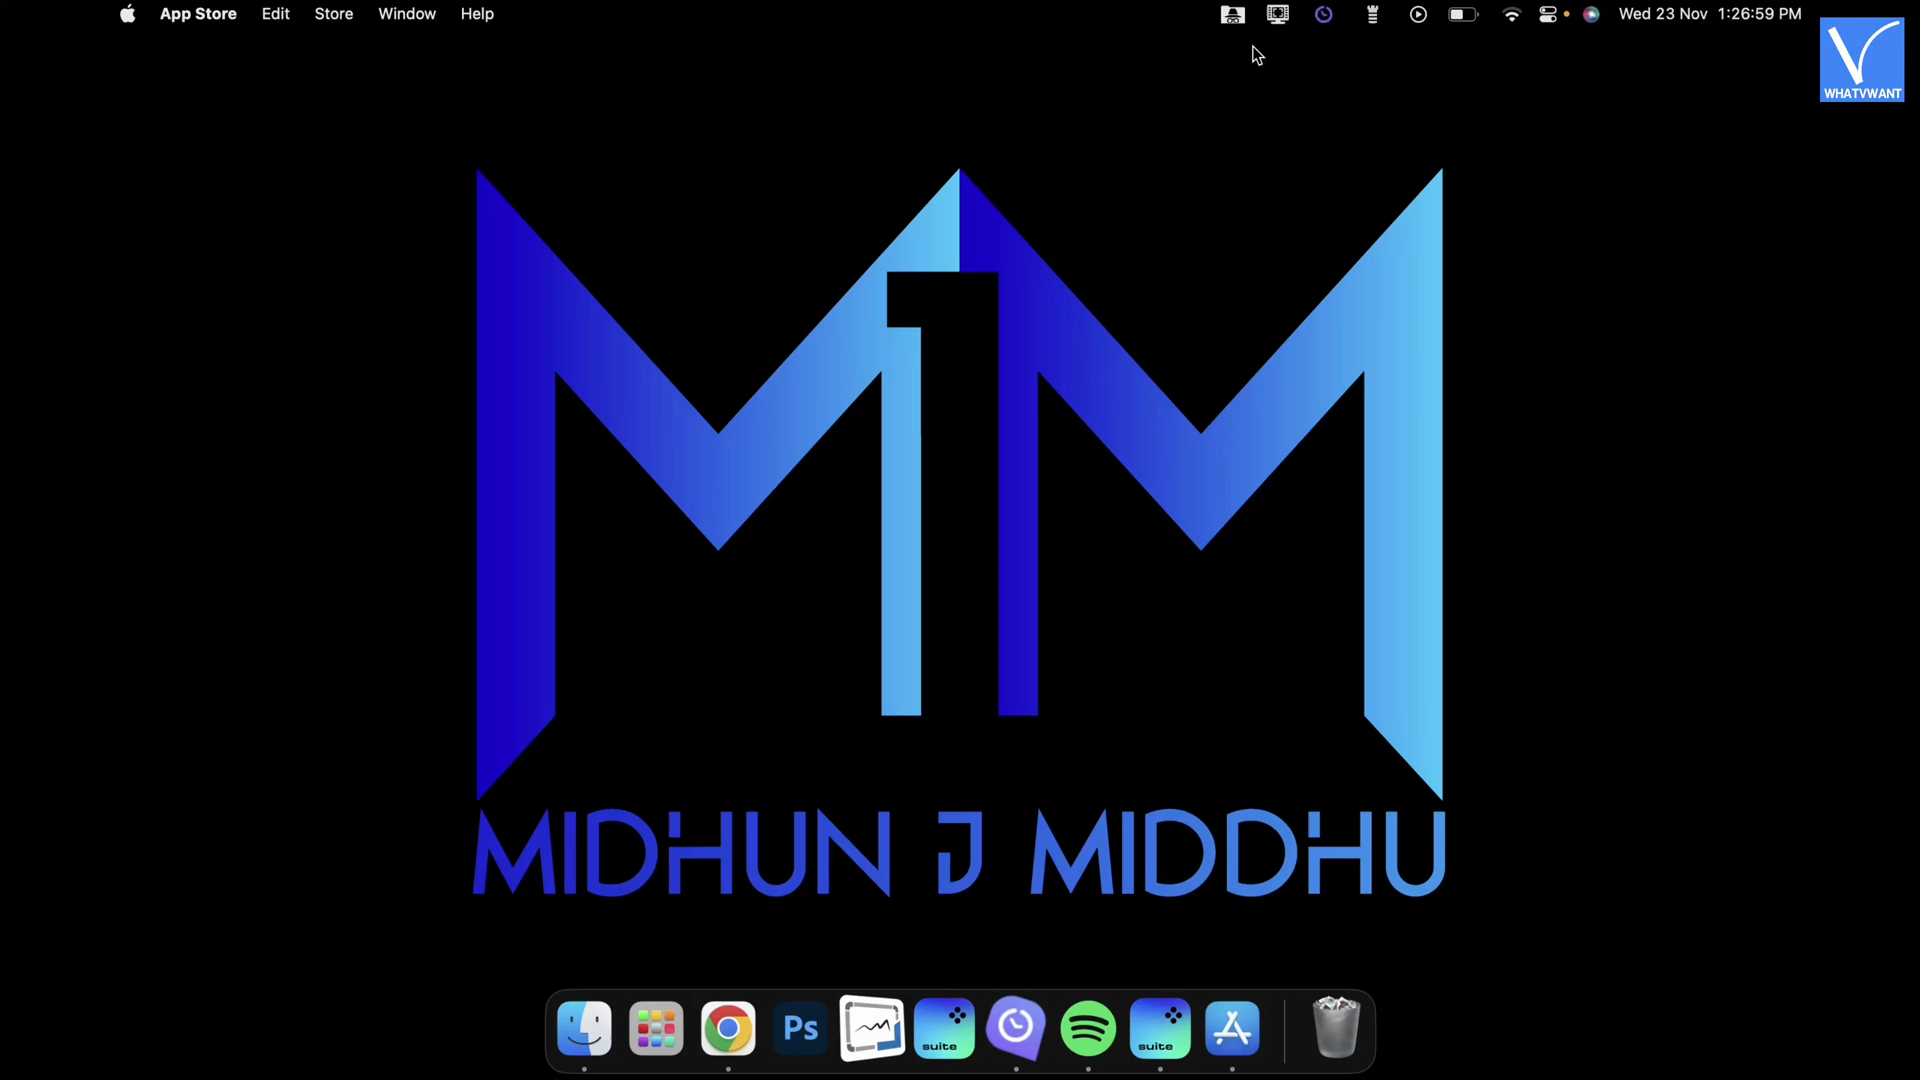 App Store Edit Store Window Help Wed 23 Nov 1:26:59 PM
WHATVWANT
MIDHUN J MIDDHU
Ps
suite
suite